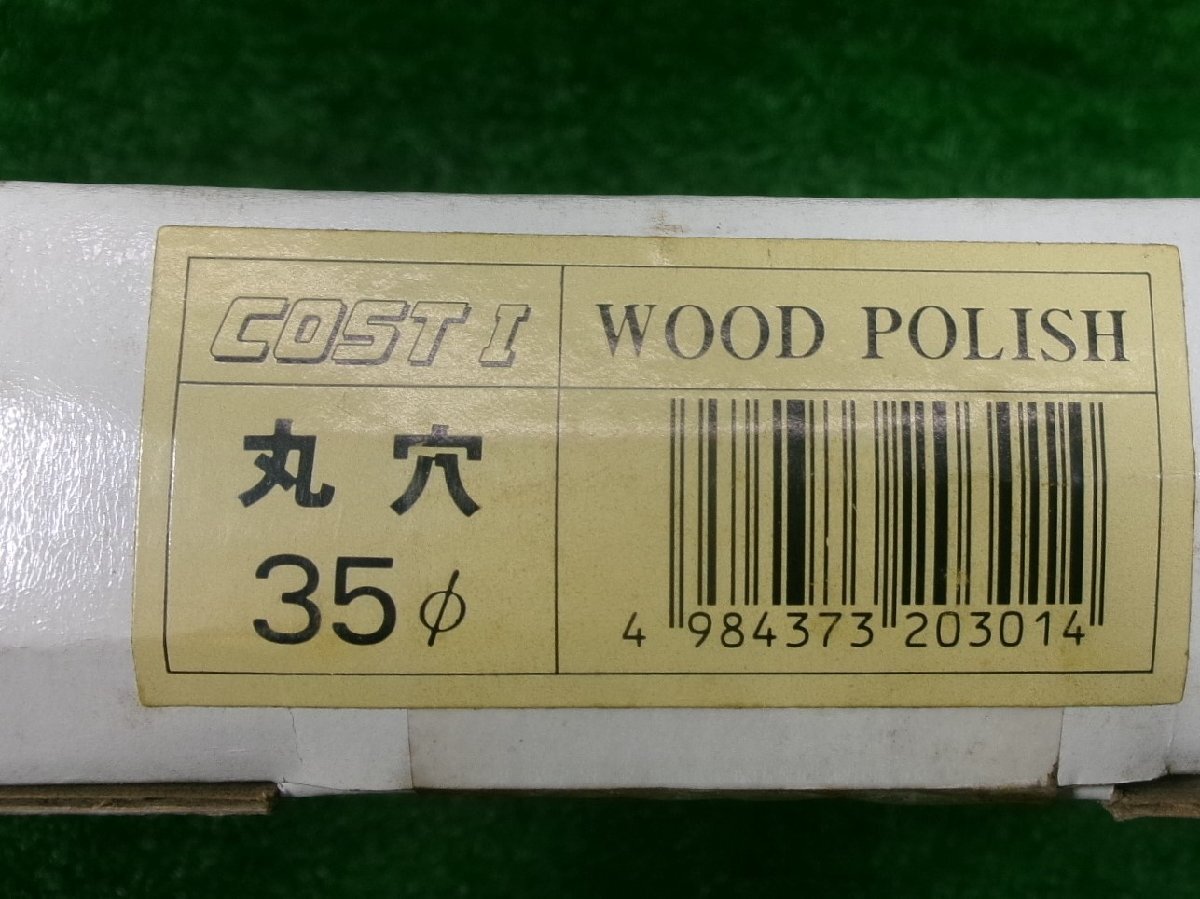 COST I
WOOD POLISH
丸穴
35φ
4 984373 203014